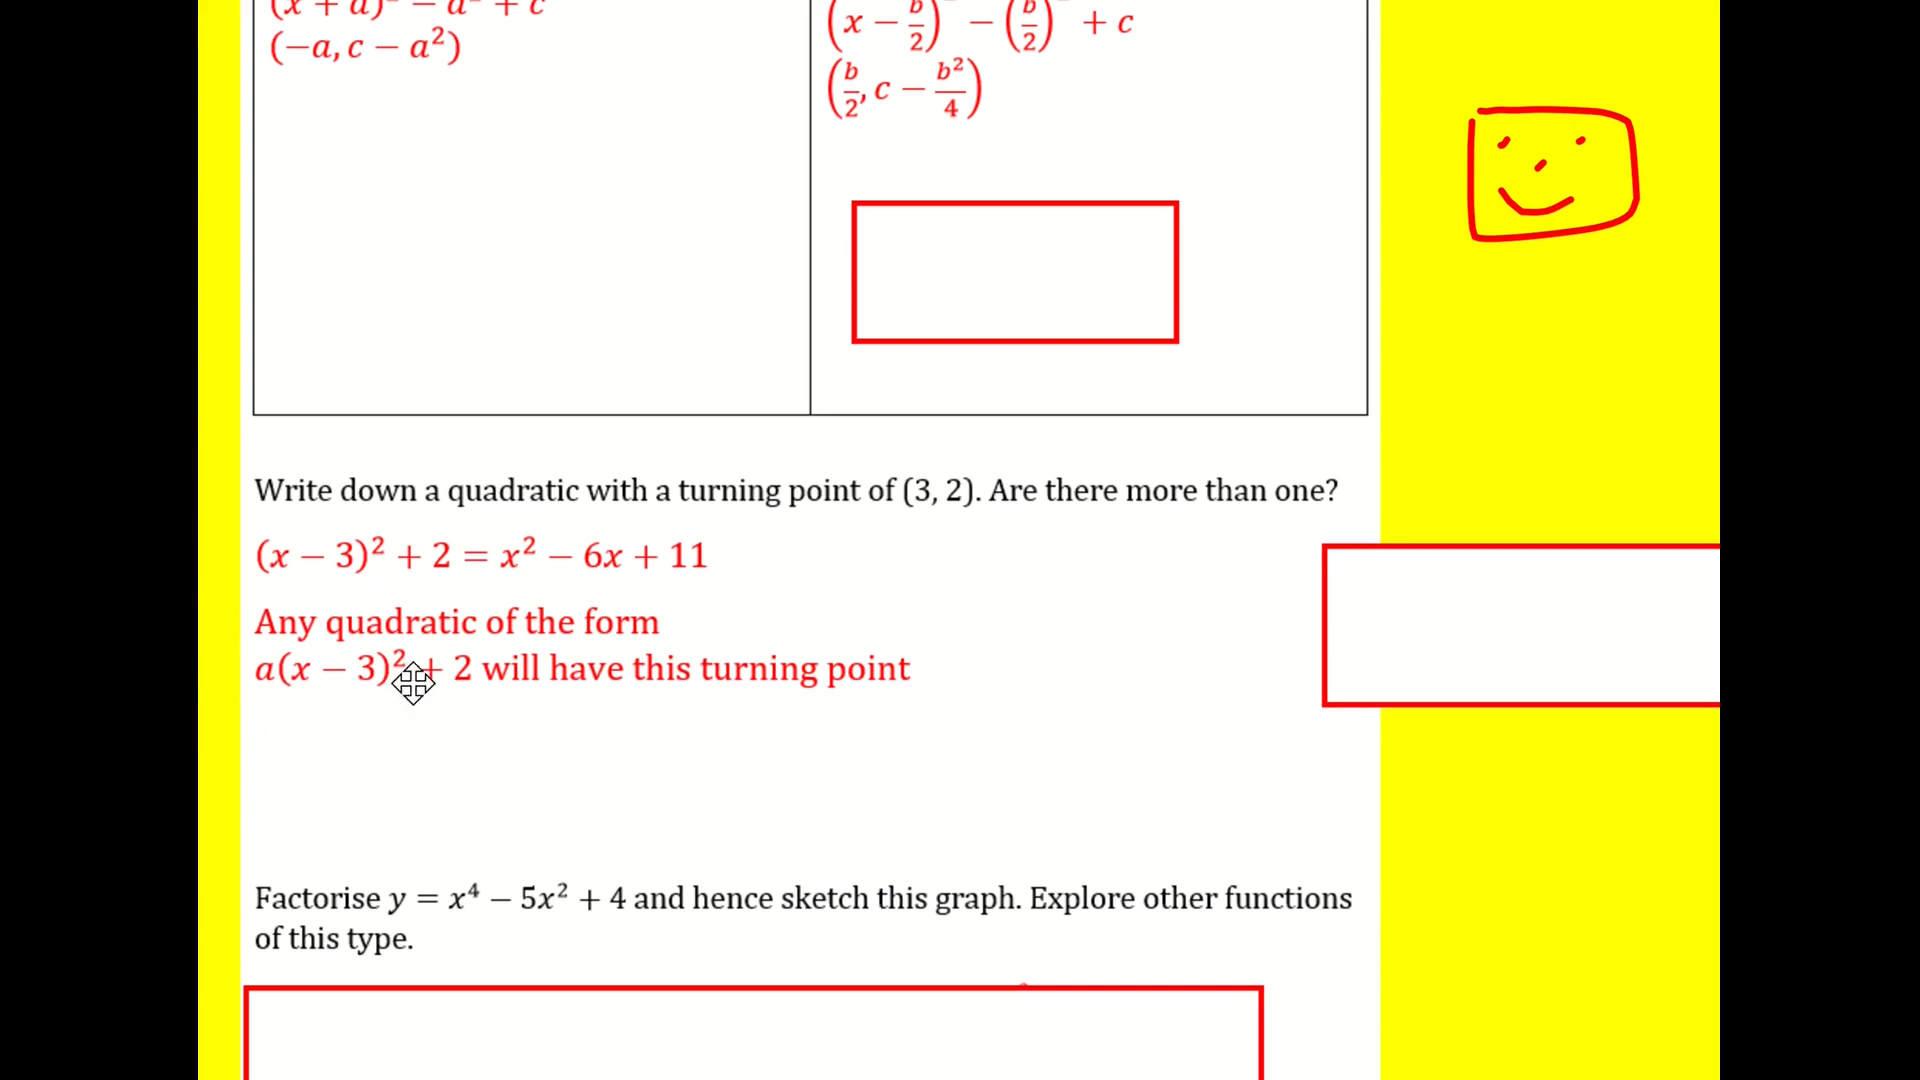 (x + a)² − a² + c
(−a, c − a²)
(x − b/2)² − (b/2)² + c
(b/2, c − b²/4)
Write down a quadratic with a turning point of (3, 2). Are there more than one?
(x − 3)² + 2 = x² − 6x + 11
Any quadratic of the form
a(x − 3)² + 2 will have this turning point
Factorise y = x⁴ − 5x² + 4 and hence sketch this graph. Explore other functions
of this type.